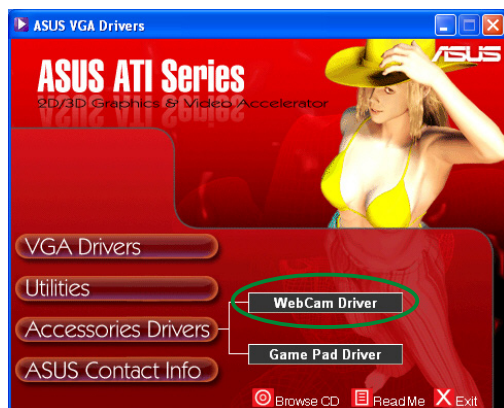 ASUS VGA Drivers
ASUS
ASUS ATI Series
2D/3D Graphics & Video Accelerator
VGA Drivers
Utilities
WebCam Driver
Accessories Drivers
Game Pad Driver
ASUS Contact Info
Browse CD
ReadMe
Exit